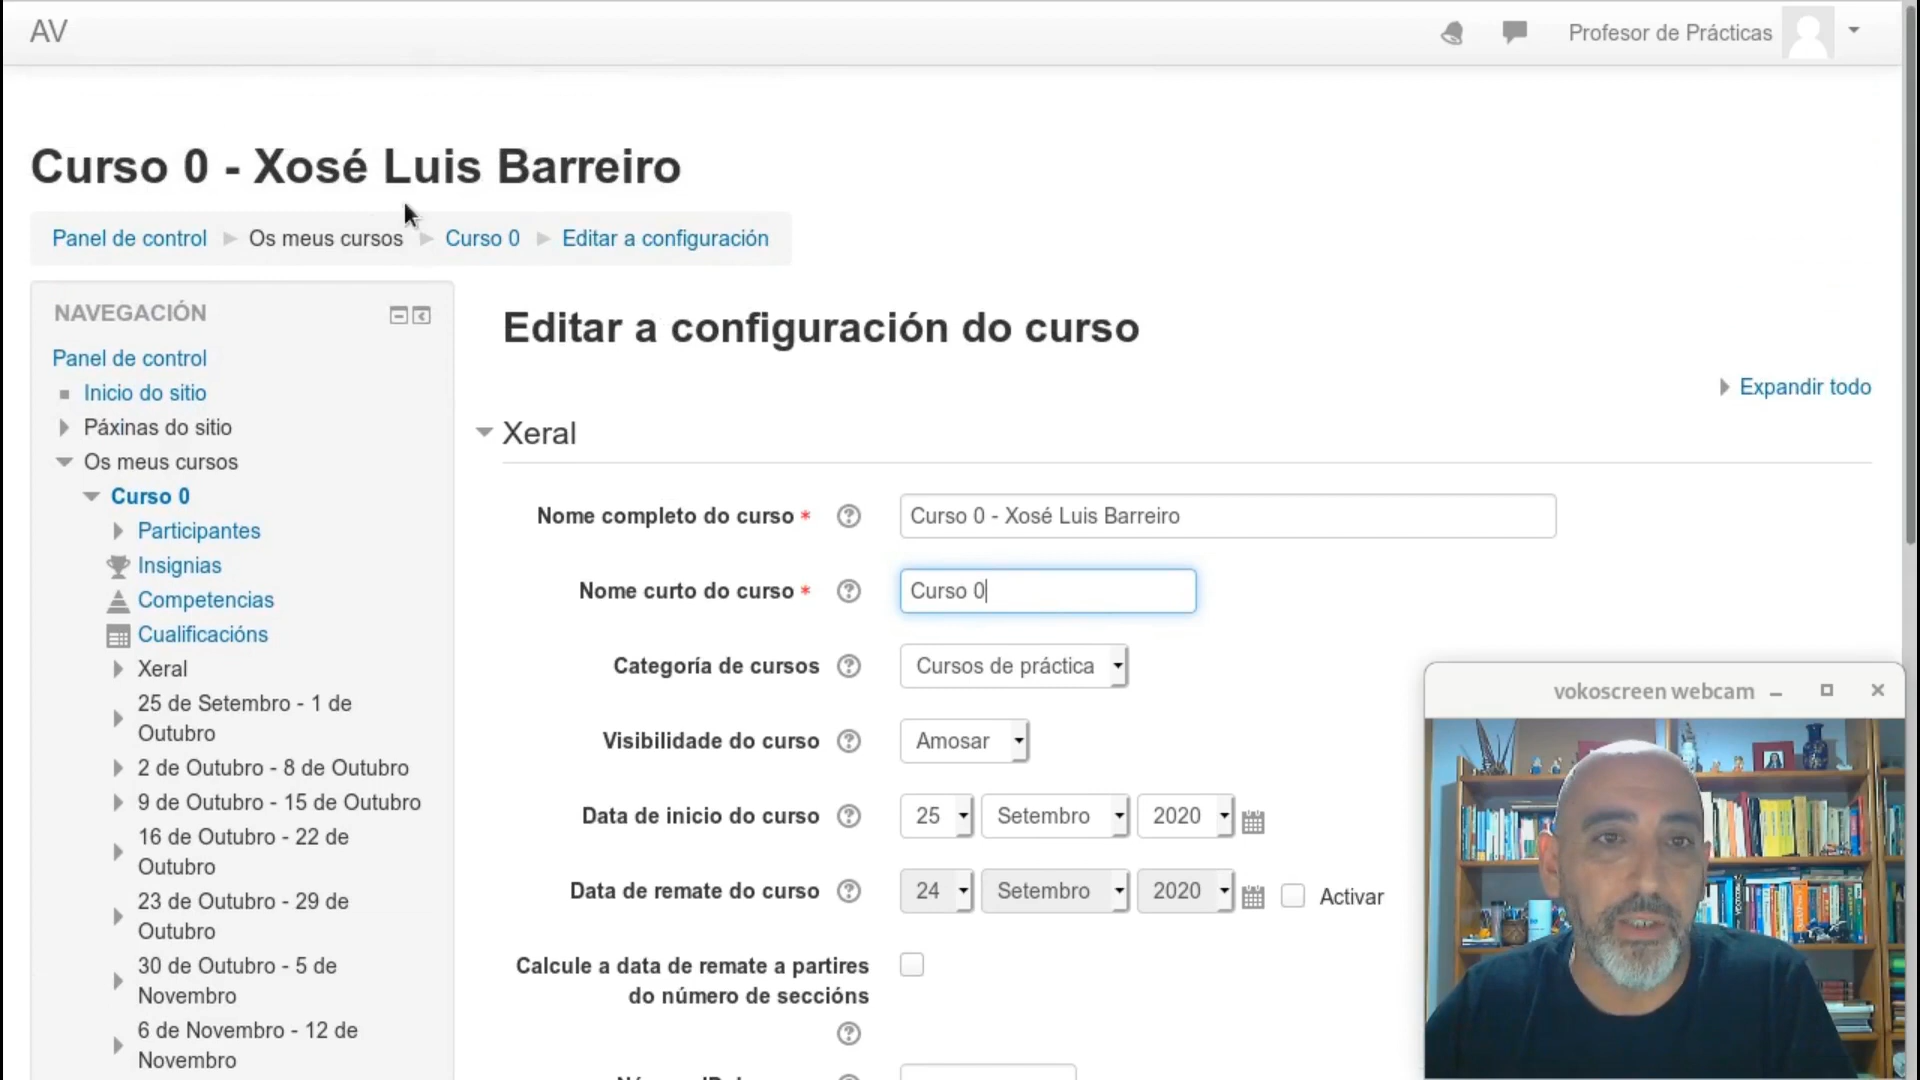 AV
Profesor de Prácticas
Curso 0 - Xosé Luis Barreiro
Panel de control
Os meus cursos
Curso 0
Editar a configuración
NAVEGACIÓN
Panel de control
Inicio do sitio
Páxinas do sitio
Os meus cursos
Curso 0
Participantes
Insignias
Competencias
Cualificacións
Xeral
25 de Setembro - 1 de
Outubro
2 de Outubro - 8 de Outubro
9 de Outubro - 15 de Outubro
16 de Outubro - 22 de
Outubro
23 de Outubro - 29 de
Outubro
30 de Outubro - 5 de
Novembro
6 de Novembro - 12 de
Novembro
Editar a configuración do curso
Expandir todo
Xeral
Nome completo do curso * Curso 0 - Xosé Luis Barreiro
Nome curto do curso * Curso 0
Categoría de cursos Cursos de práctica
Visibilidade do curso Amosar
Data de inicio do curso 25 Setembro 2020
Data de remate do curso 24 Setembro 2020 Activar
Calcule a data de remate a partires
do número de seccións
vokoscreen webcam